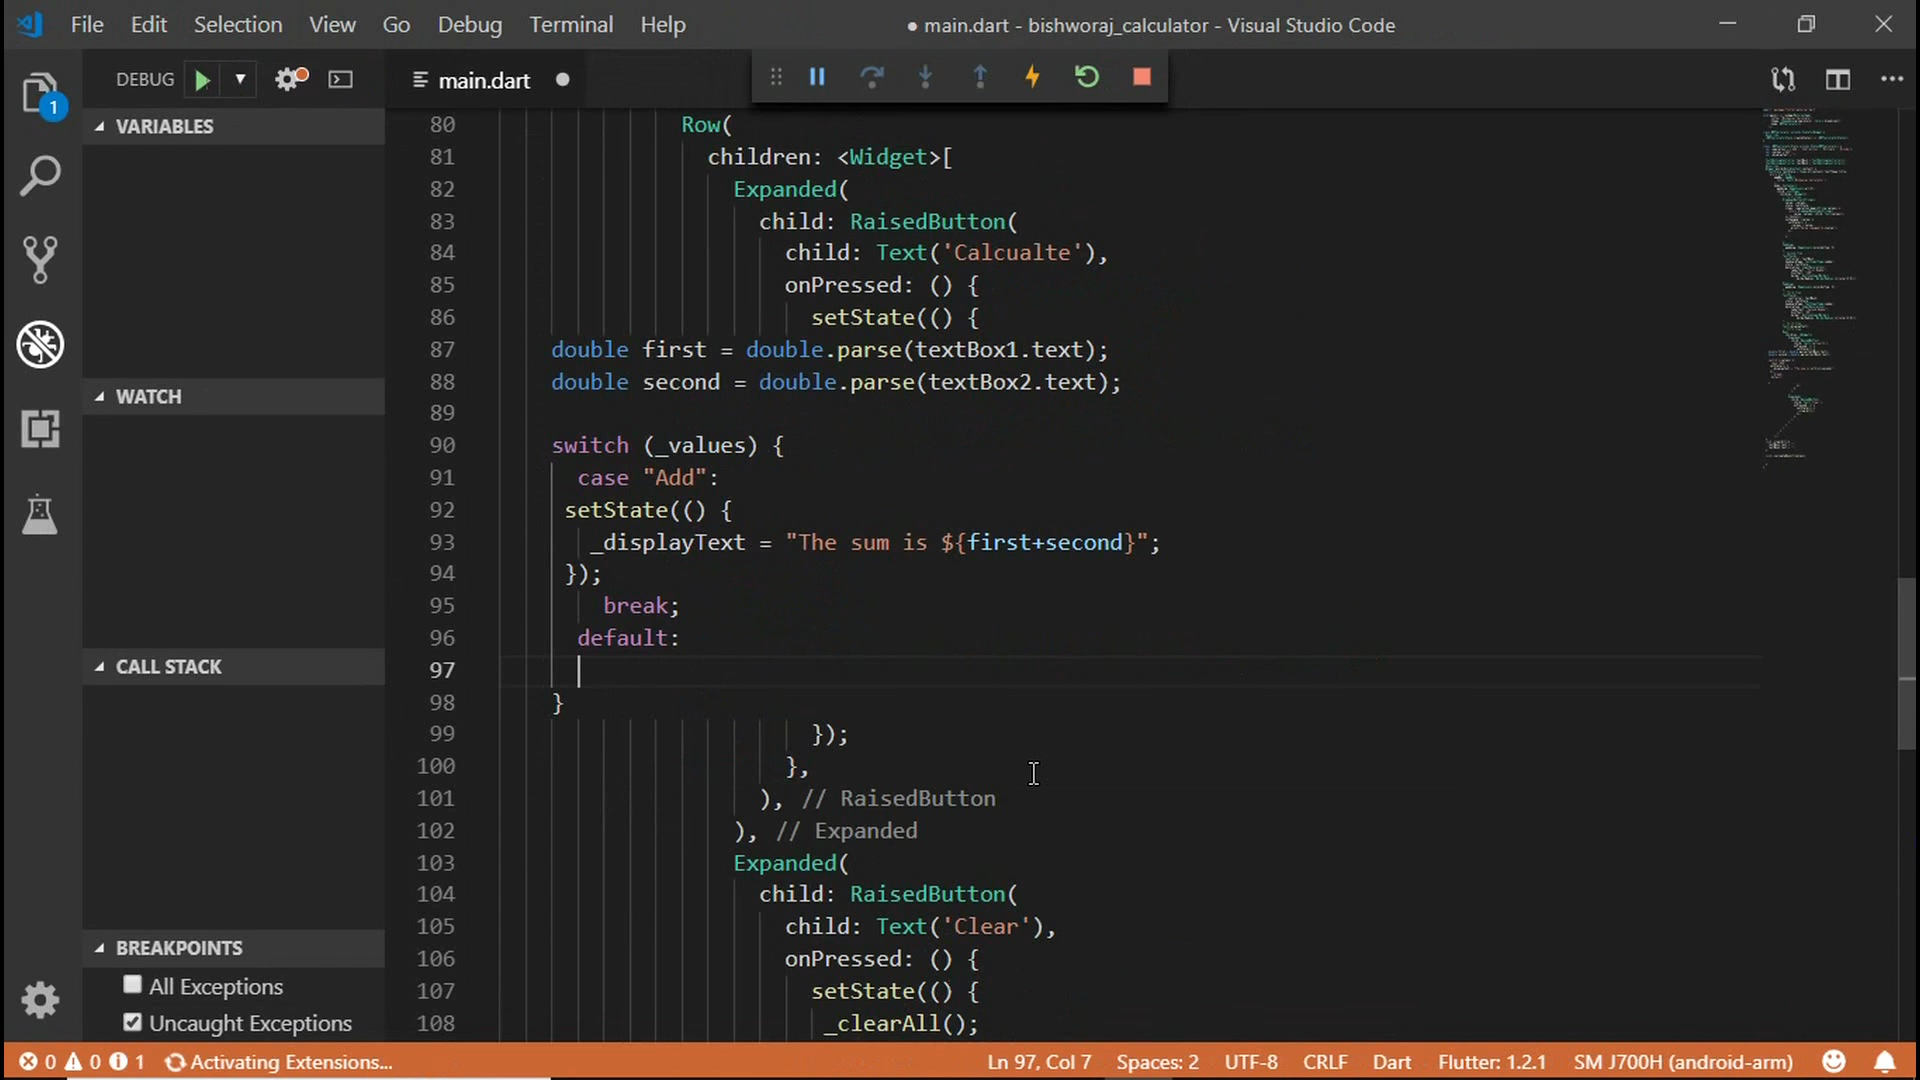 File Edit Selection View Go Debug Terminal Help
● main.dart - bishworaj_calculator - Visual Studio Code
DEBUG
main.dart
1
VARIABLES
WATCH
CALL STACK
BREAKPOINTS
All Exceptions
Uncaught Exceptions
80 Row(
81 children: <Widget>[
82 Expanded(
83 child: RaisedButton(
84 child: Text('Calcualte'),
85 onPressed: () {
86 setState(() {
87 double first = double.parse(textBox1.text);
88 double second = double.parse(textBox2.text);
89
90 switch (_values) {
91 case "Add":
92 setState(() {
93 _displayText = "The sum is ${first+second}";
94 });
95 break;
96 default:
97
98 }
99 });
100 },
101 ), // RaisedButton
102 ), // Expanded
103 Expanded(
104 child: RaisedButton(
105 child: Text('Clear'),
106 onPressed: () {
107 setState(() {
108 _clearAll();
0 0 1 Activating Extensions... Ln 97, Col 7 Spaces: 2 UTF-8 CRLF Dart Flutter: 1.2.1 SM J700H (android-arm)